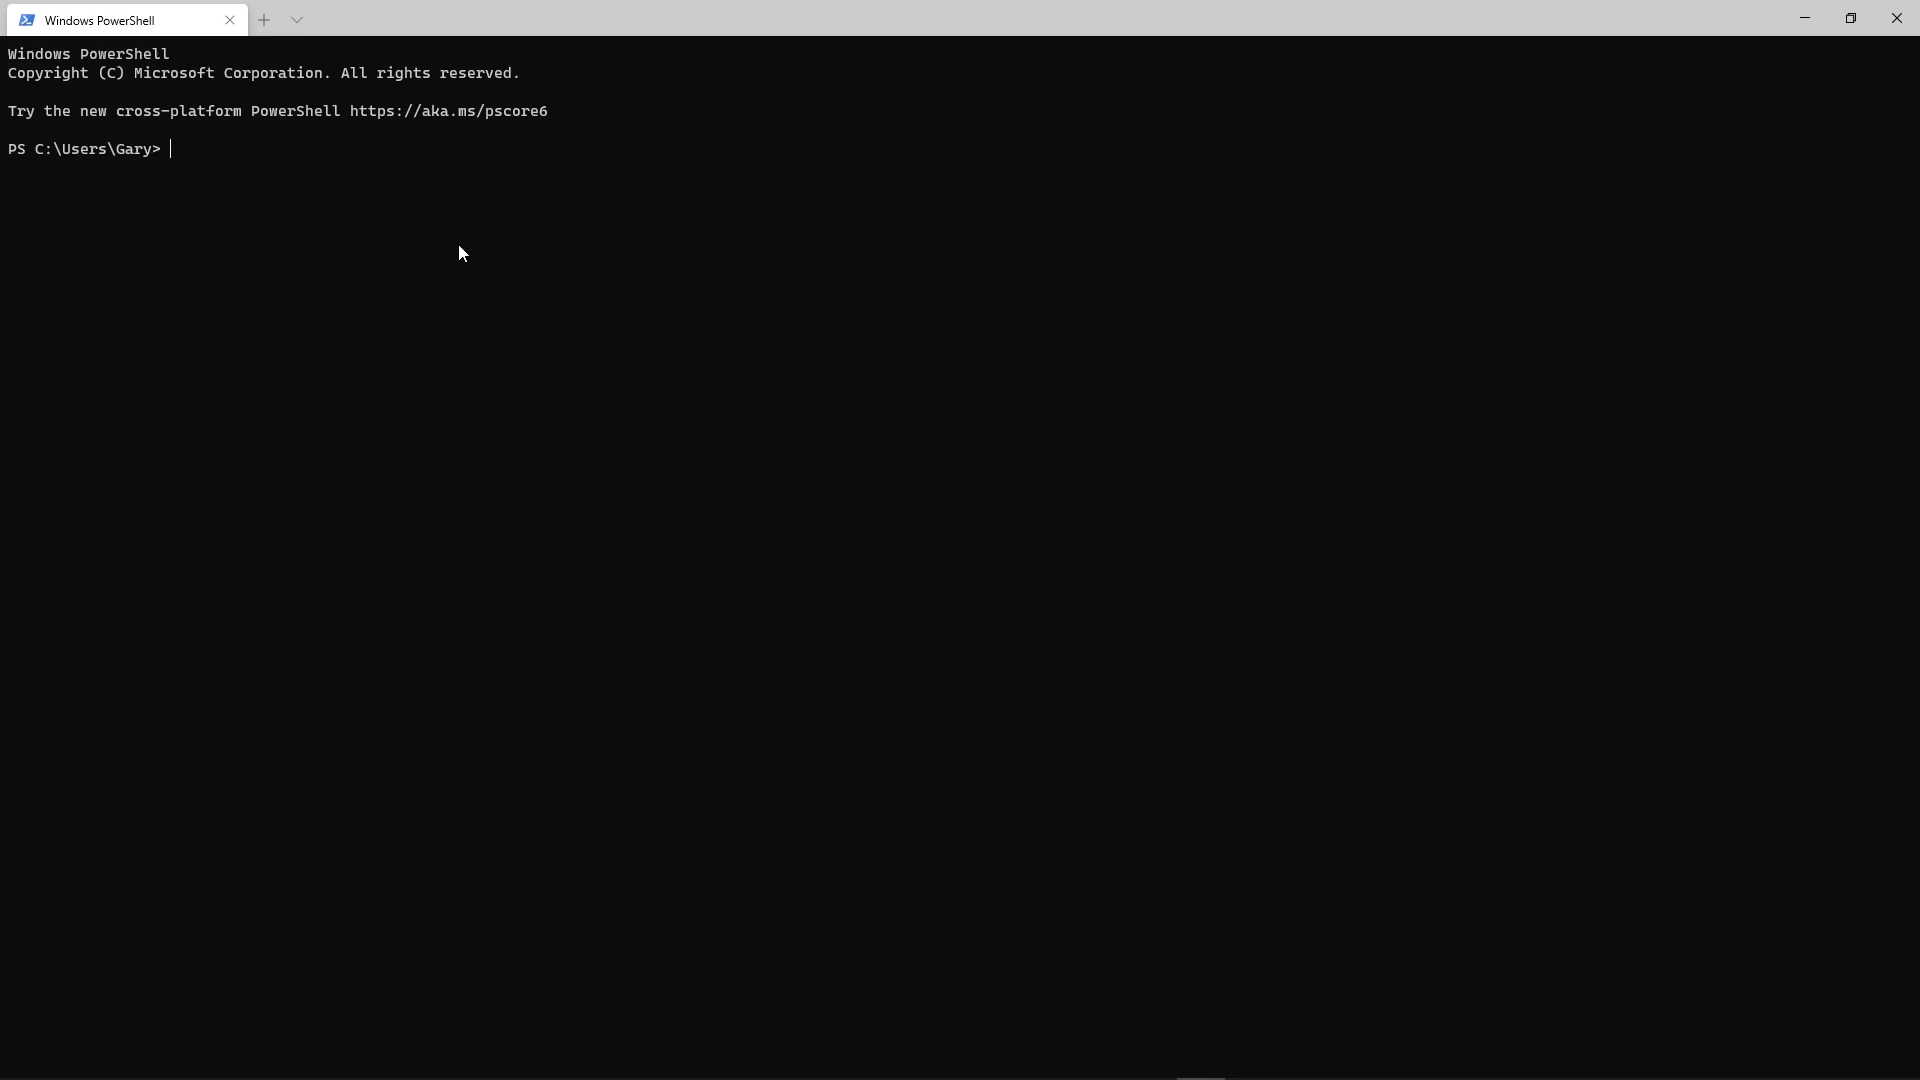 Windows PowerShell
Windows PowerShell
Copyright (C) Microsoft Corporation. All rights reserved.
Try the new cross-platform PowerShell https://aka.ms/pscore6
PS C:\Users\Gary>